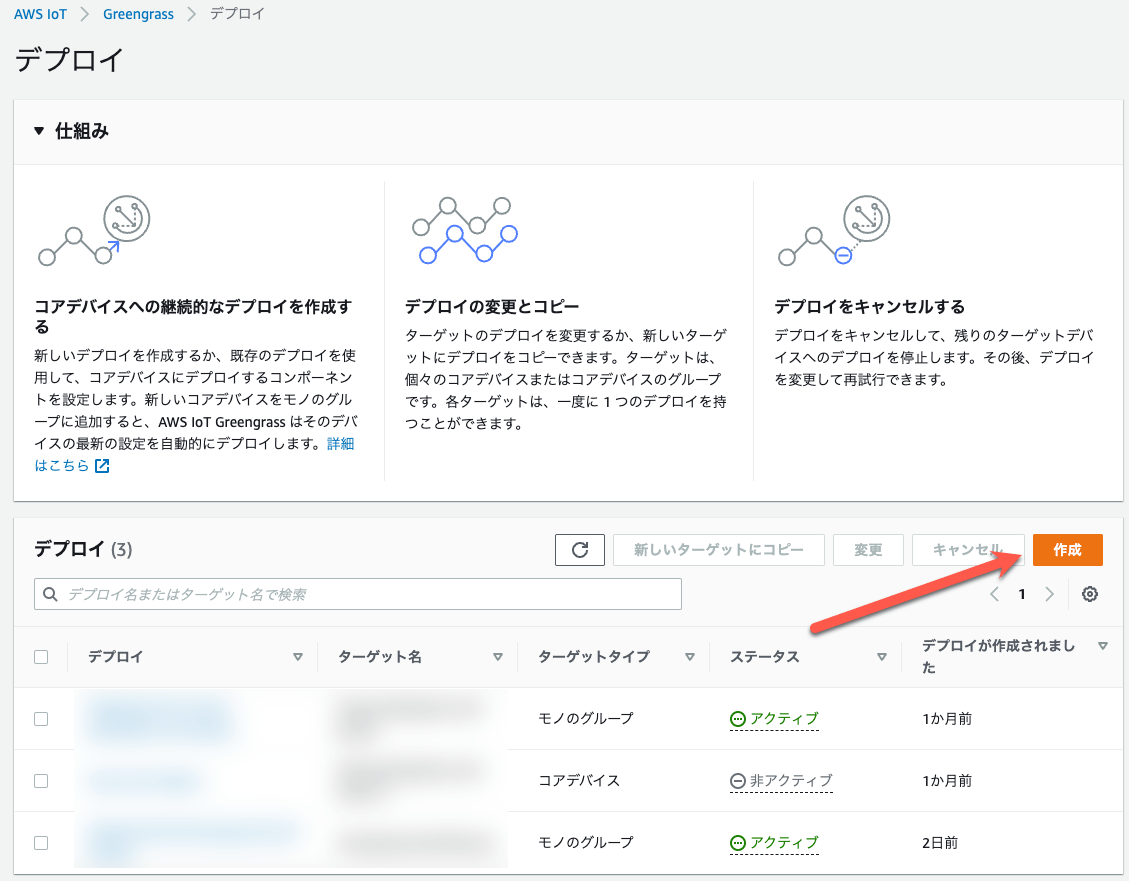 AWS IoT > Greengrass > デプロイ
デプロイ
▼ 仕組み
コアデバイスへの継続的なデプロイを作成す
る
新しいデプロイを作成するか、既存のデプロイを使
用して、コアデバイスにデプロイするコンポーネン
トを設定します。新しいコアデバイスをモノのグル
ープに追加すると、AWS IoT Greengrass はそのデバ
イスの最新の設定を自動的にデプロイします。詳細
はこちら
デプロイの変更とコピー
ターゲットのデプロイを変更するか、新しいターゲ
ットにデプロイをコピーできます。ターゲットは、
個々のコアデバイスまたはコアデバイスのグループ
です。各ターゲットは、一度に 1 つのデプロイを持
つことができます。
デプロイをキャンセルする
デプロイをキャンセルして、残りのターゲットデバ
イスへのデプロイを停止します。その後、デプロイ
を変更して再試行できます。
デプロイ (3)
新しいターゲットにコピー 変更 キャンセル 作成
デプロイ名またはターゲット名で検索
< 1 >
デプロイ ターゲット名 ターゲットタイプ ステータス デプロイが作成されまし
た
モノのグループ アクティブ 1か月前
コアデバイス 非アクティブ 1か月前
モノのグループ アクティブ 2日前